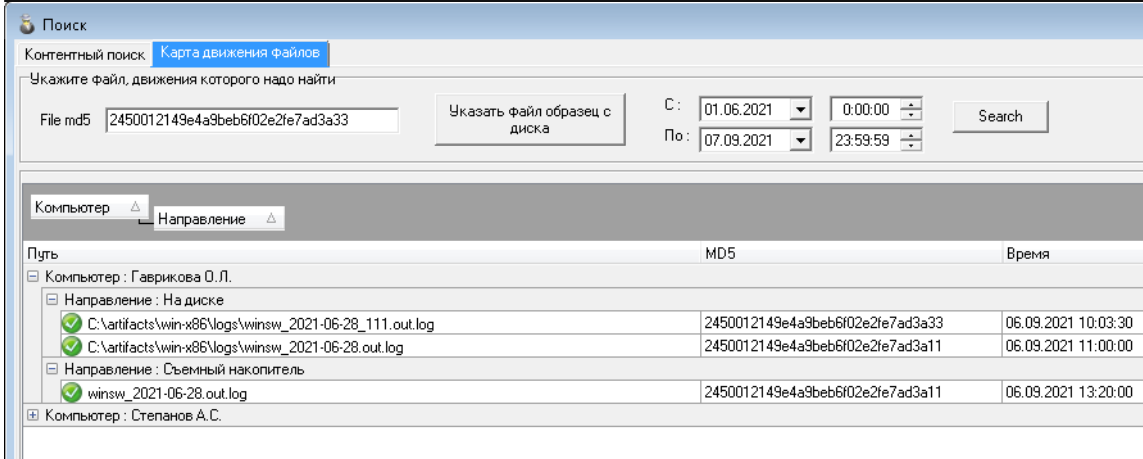 Поиск
Контентный поиск Карта движения файлов
Укажите файл, движения которого надо найти
File md5 2450012149e4a9beb6f02e2fe7ad3a33 Указать файл образец с диска С: 01.06.2021 0:00:00 Search
По: 07.09.2021 23:59:59
Компьютер
Направление
Путь MD5 Время
Компьютер : Гаврикова О.Л.
Направление : На диске
C:\artifacts\win-x86\logs\winsw_2021-06-28_111.out.log 2450012149e4a9beb6f02e2fe7ad3a33 06.09.2021 10:03:30
C:\artifacts\win-x86\logs\winsw_2021-06-28.out.log 2450012149e4a9beb6f02e2fe7ad3a11 06.09.2021 11:00:00
Направление : Съемный накопитель
winsw_2021-06-28.out.log 2450012149e4a9beb6f02e2fe7ad3a11 06.09.2021 13:20:00
Компьютер : Степанов А.С.